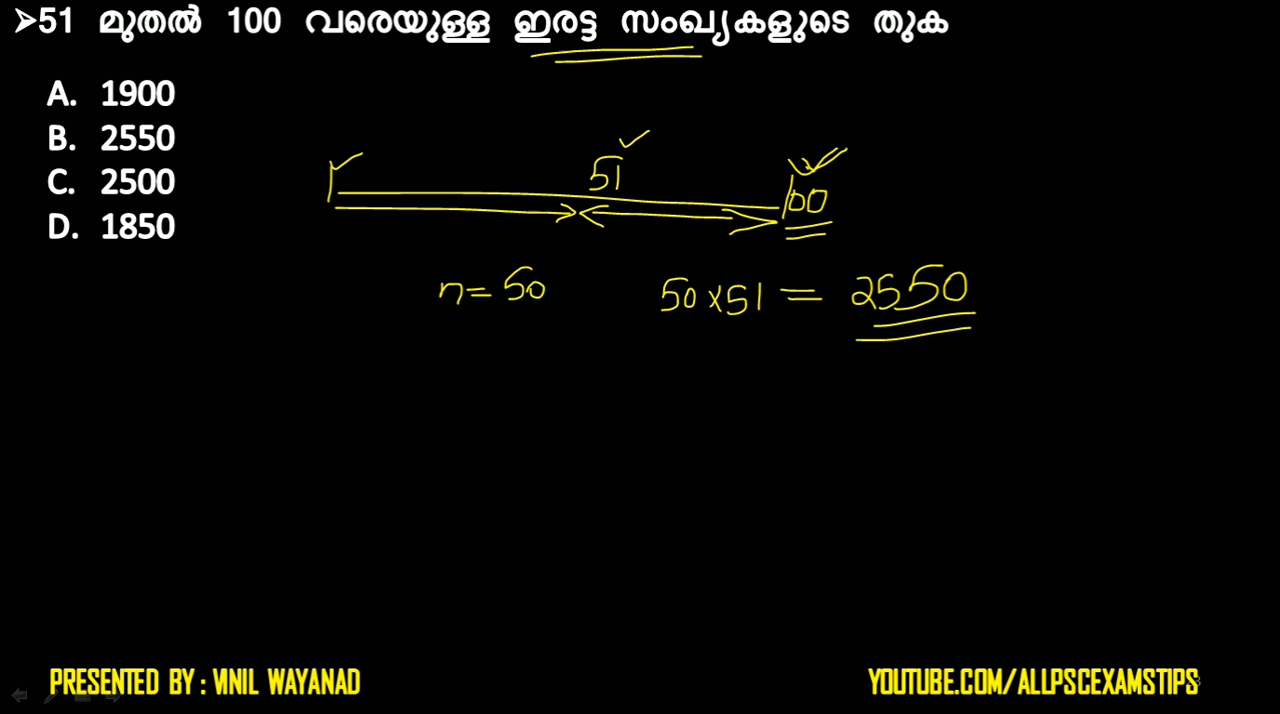 ➢51 മുതൽ 100 വരെയുള്ള ഇരട്ട സംഖ്യകളുടെ തുക
A. 1900
B. 2550
C. 2500
D. 1850
1 51 100
n=50 50×51 = 2550
PRESENTED BY : VINIL WAYANAD YOUTUBE.COM/ALLPSCEXAMSTIPS